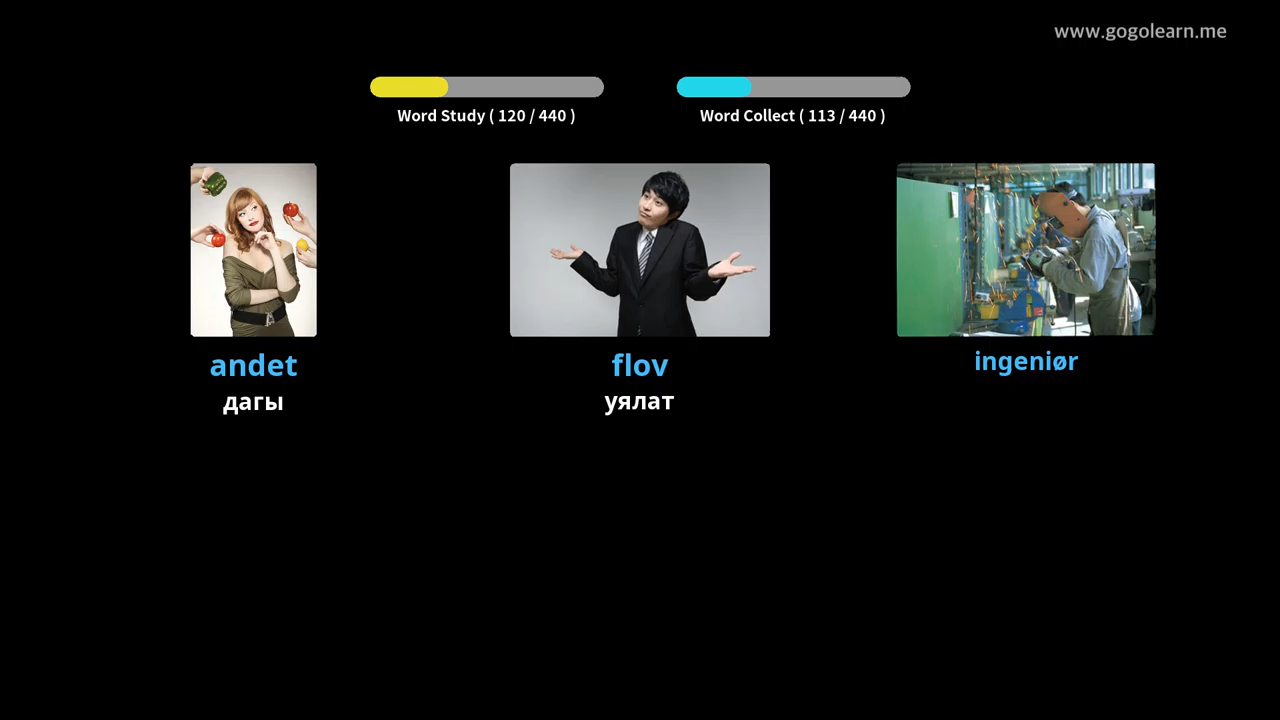 www.gogolearn.me
Word Study ( 120 / 440 )
Word Collect ( 113 / 440 )
andet
flov
ingeniør
дагы
уялат